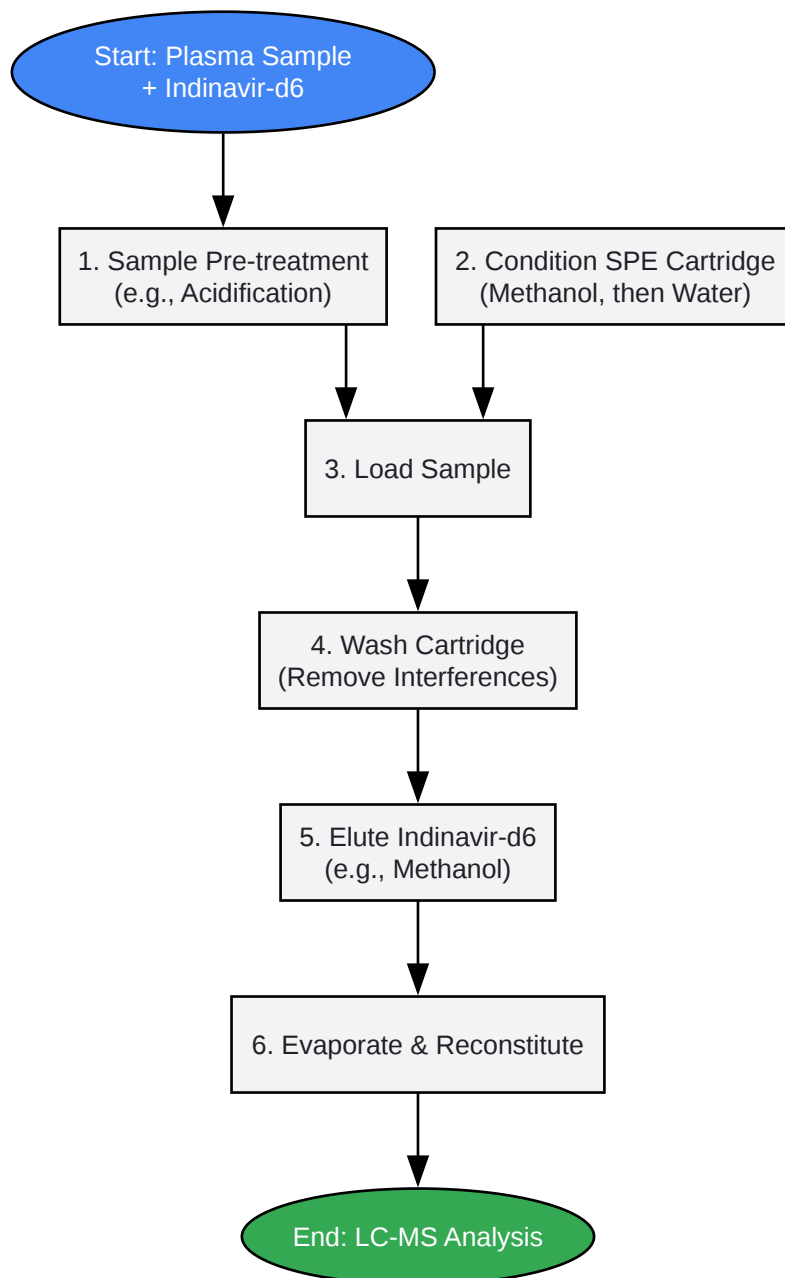 Start: Plasma Sample
+ Indinavir-d6
1. Sample Pre-treatment
(e.g., Acidification)
2. Condition SPE Cartridge
(Methanol, then Water)
3. Load Sample
4. Wash Cartridge
(Remove Interferences)
5. Elute Indinavir-d6
(e.g., Methanol)
6. Evaporate & Reconstitute
End: LC-MS Analysis